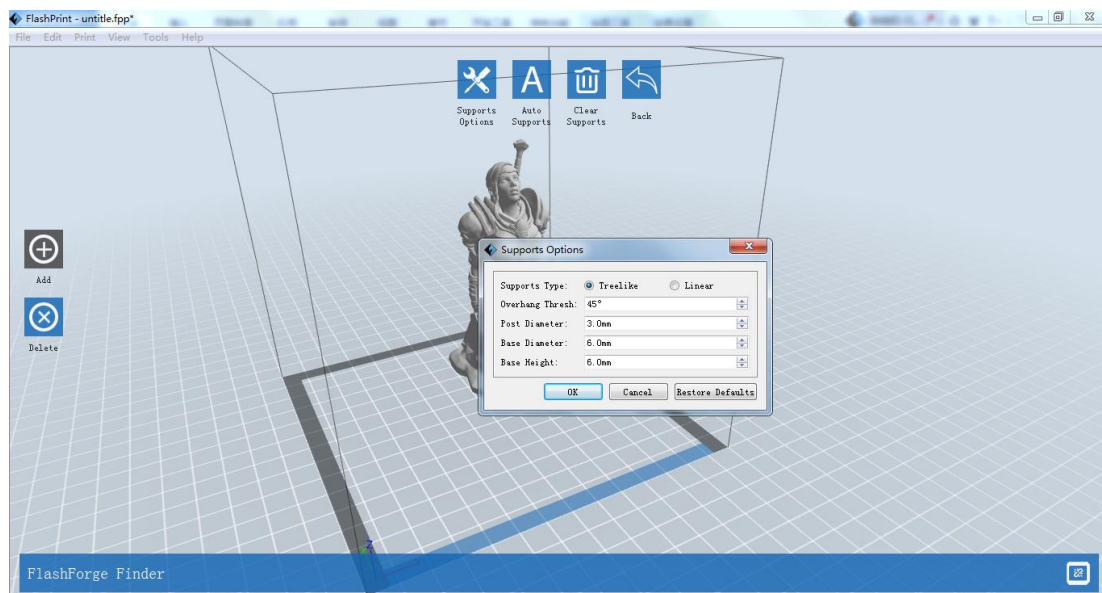 FlashPrint - untitle.fpp*
File Edit Print View Tools Help
Supports Options
Auto Supports
Clear Supports
Back
Add
Delete
Supports Options
Supports Type: Treelike Linear
Overhang Thresh: 45°
Post Diameter: 3.0mm
Base Diameter: 6.0mm
Base Height: 6.0mm
OK Cancel Restore Defaults
Z
FlashForge Finder